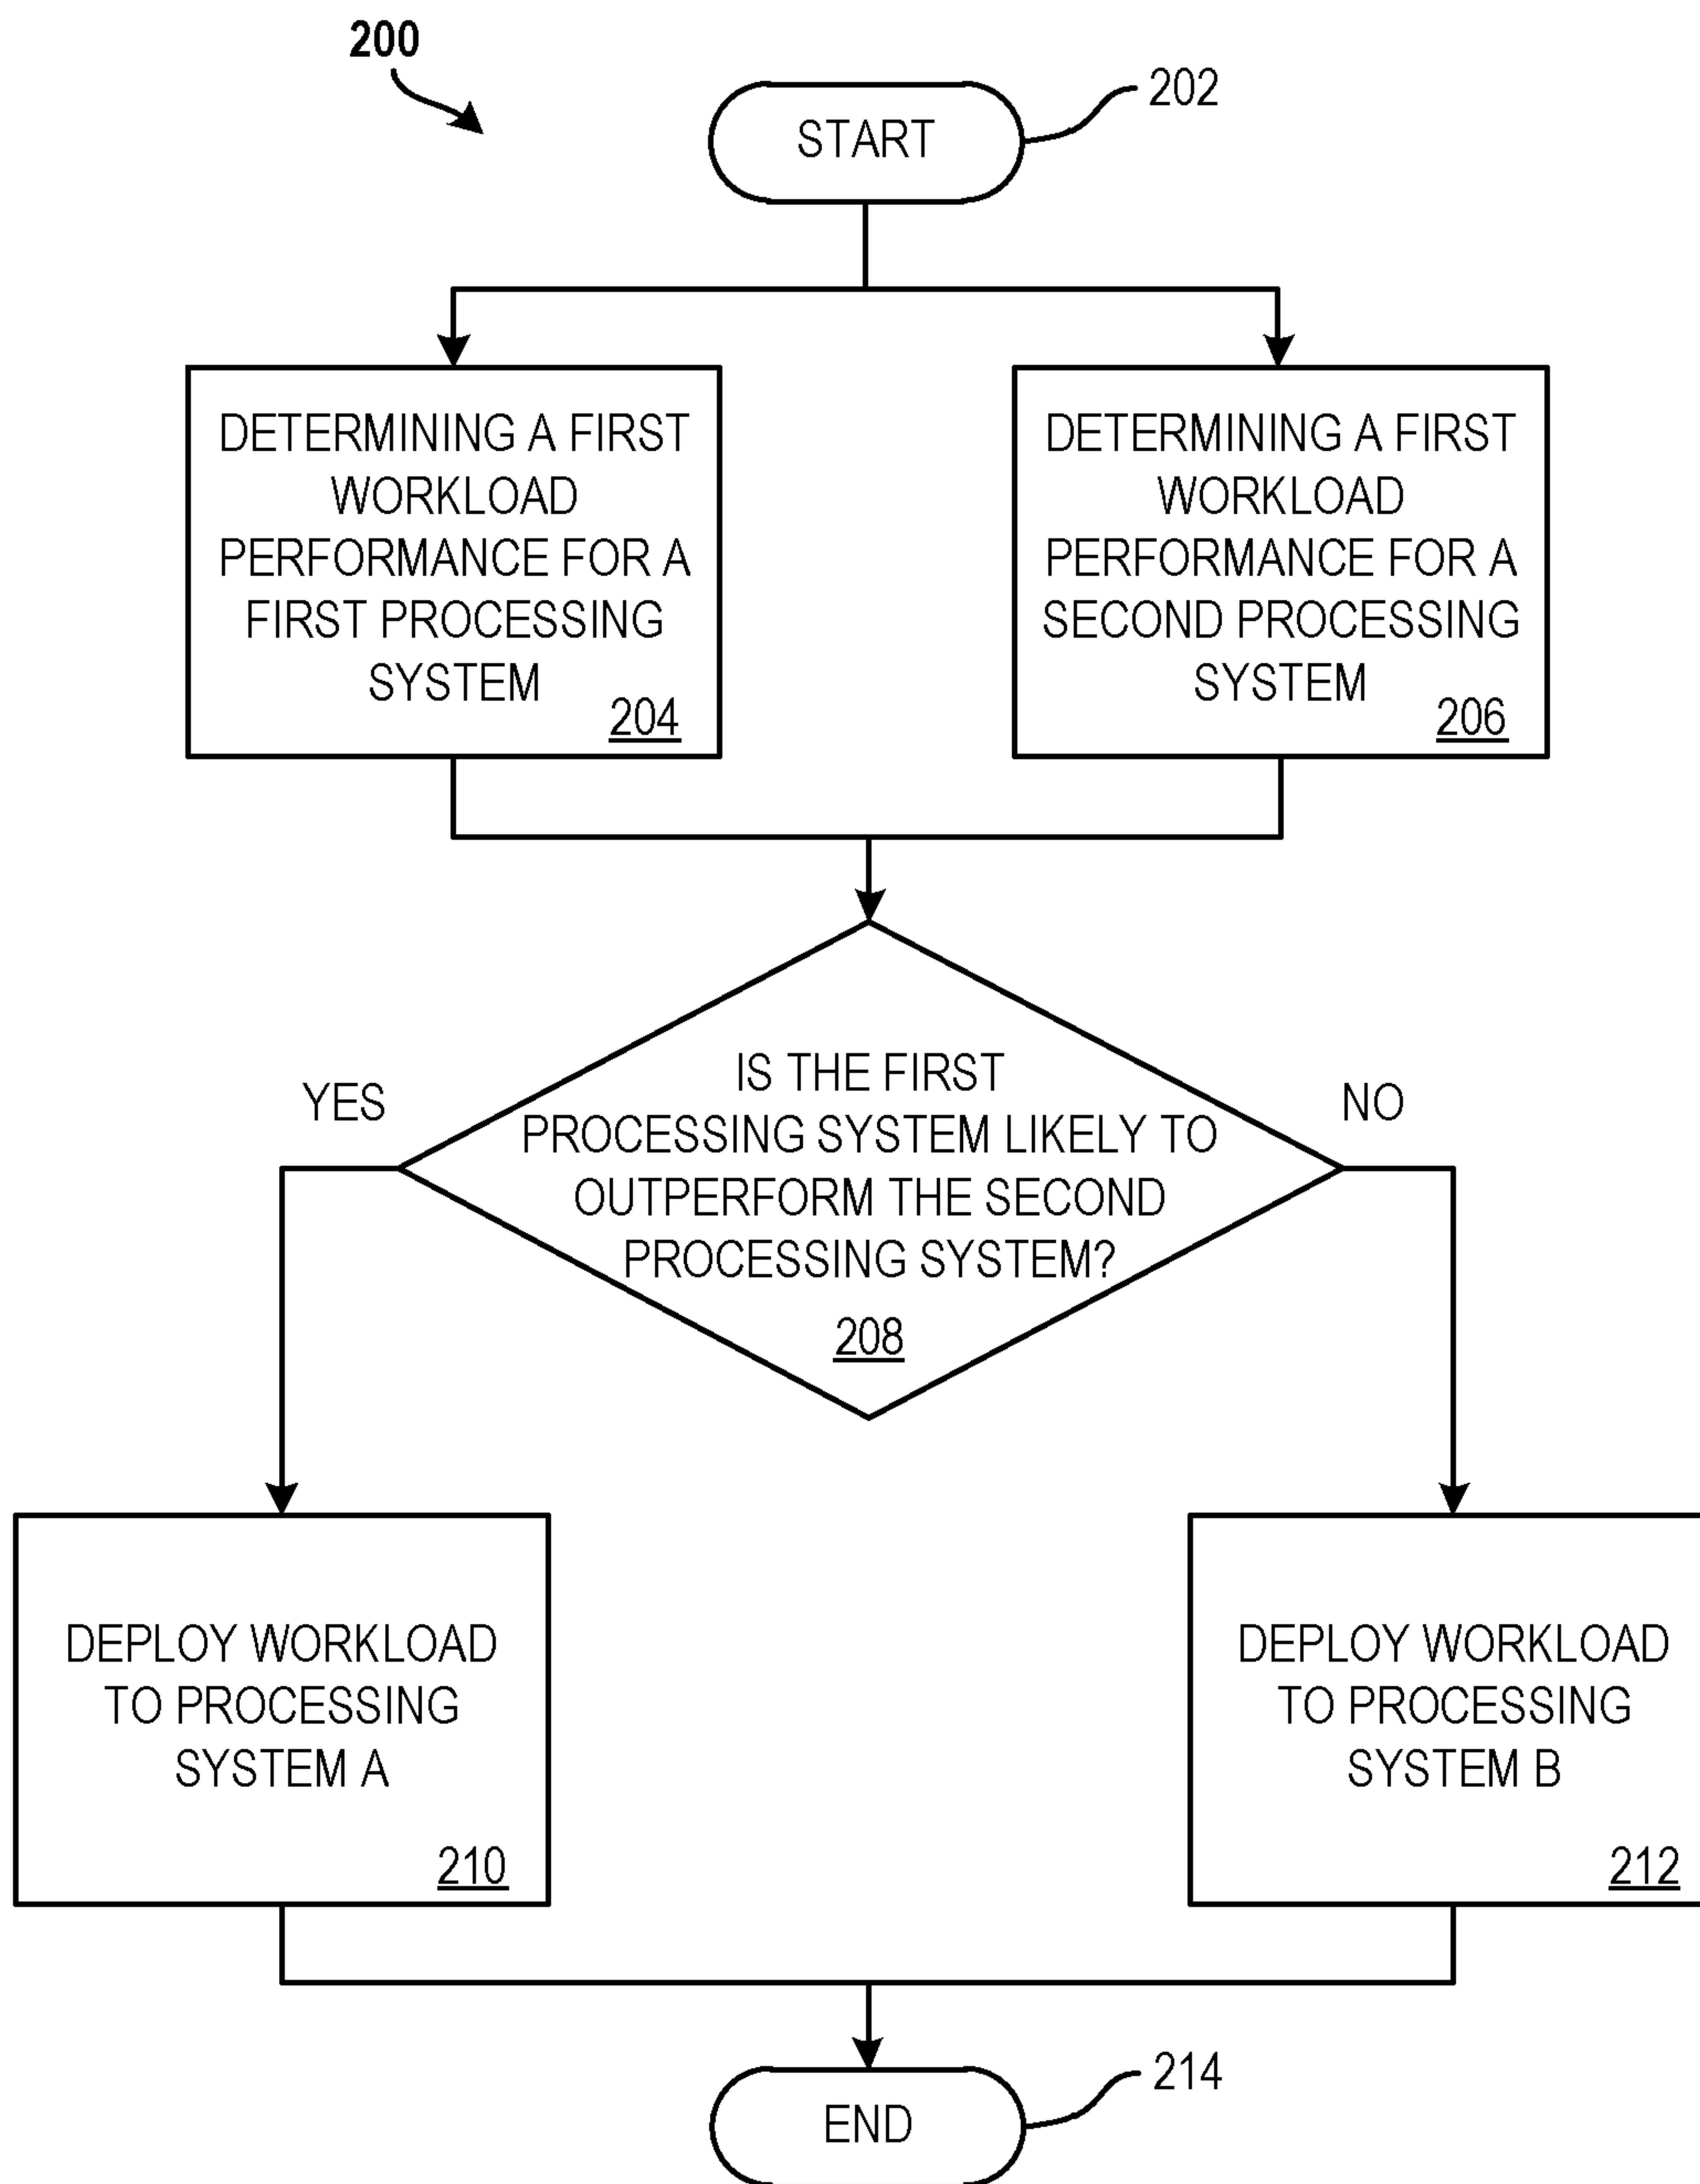 200
202
START
DETERMINING A FIRST
WORKLOAD
PERFORMANCE FOR A
FIRST PROCESSING
SYSTEM
204
DETERMINING A FIRST
WORKLOAD
PERFORMANCE FOR A
SECOND PROCESSING
SYSTEM
206
YES
IS THE FIRST
PROCESSING SYSTEM LIKELY TO
OUTPERFORM THE SECOND
PROCESSING SYSTEM?
208
NO
DEPLOY WORKLOAD
TO PROCESSING
SYSTEM A
210
DEPLOY WORKLOAD
TO PROCESSING
SYSTEM B
212
214
END